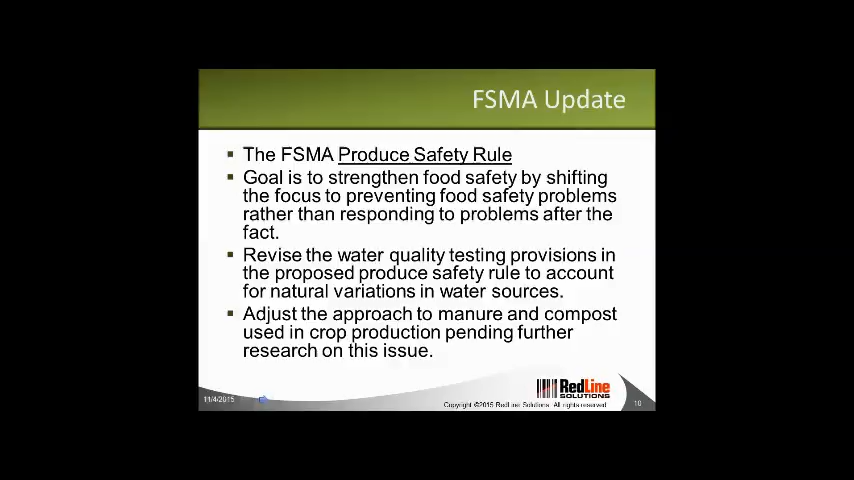 FSMA Update
▪ The FSMA Produce Safety Rule
▪ Goal is to strengthen food safety by shifting
the focus to preventing food safety problems
rather than responding to problems after the
fact.
▪ Revise the water quality testing provisions in
the proposed produce safety rule to account
for natural variations in water sources.
▪ Adjust the approach to manure and compost
used in crop production pending further
research on this issue.
RedLine
SOLUTIONS
11/4/2015
Copyright ©2015 RedLine Solutions. All rights reserved.
10